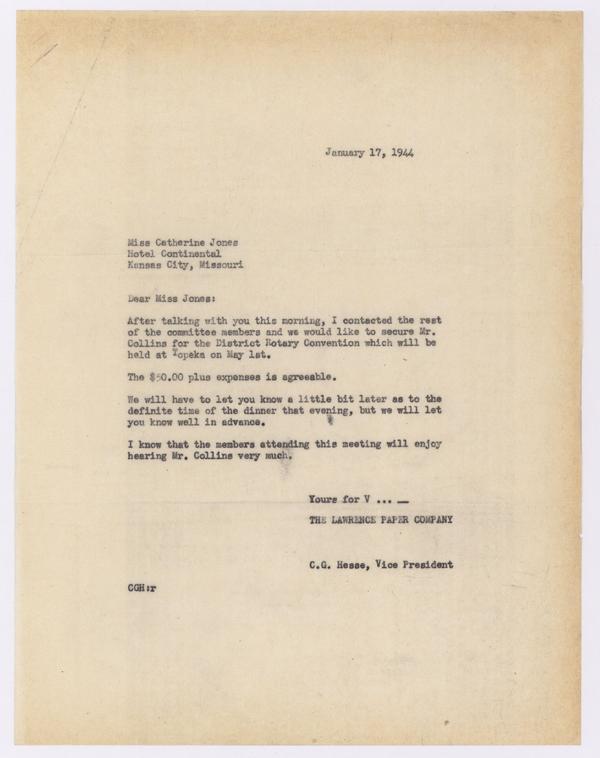 January 17, 1944
Miss Catherine Jones
Hotel Continental
Kansas City, Missouri
Dear Miss Jones:
After talking with you this morning, I contacted the rest
of the committee members and we would like to secure Mr.
Collins for the District Rotary Convention which will be
held at Topeka on May 1st.
The $50.00 plus expenses is agreeable.
We will have to let you know a little bit later as to the
definite time of the dinner that evening, but we will let
you know well in advance.
I know that the members attending this meeting will enjoy
hearing Mr. Collins very much.
Yours for V ... —
THE LAWRENCE PAPER COMPANY
C.G. Hesse, Vice President
CGH:r